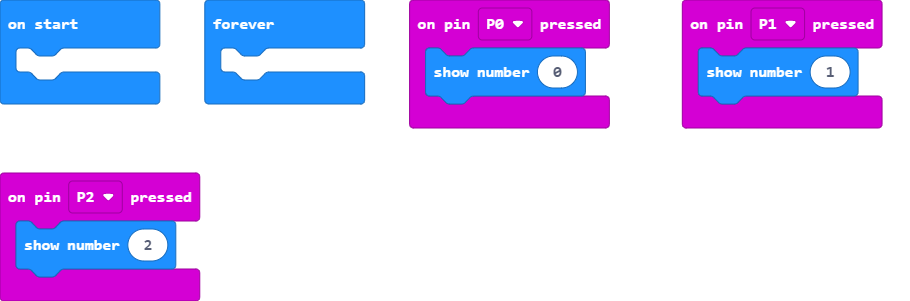 on start
forever
on pin P0 pressed
show number 0
on pin P1 pressed
show number 1
on pin P2 pressed
show number 2